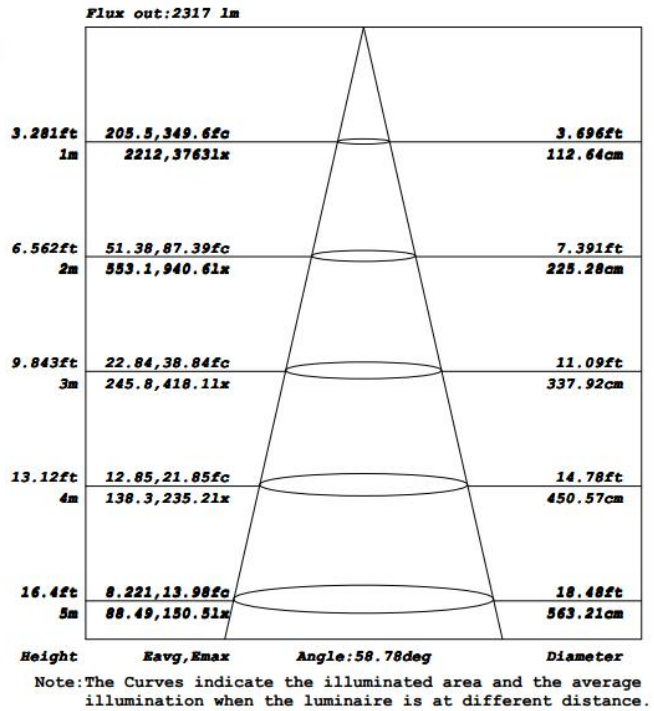 Flux out:2317 lm
3.281ft 205.5,349.6fc 3.696ft
1m 2212,3763lx 112.64cm
6.562ft 51.38,87.39fc 7.391ft
2m 553.1,940.6lx 225.28cm
9.843ft 22.84,38.84fc 11.09ft
3m 245.8,418.1lx 337.92cm
13.12ft 12.85,21.85fc 14.78ft
4m 138.3,235.2lx 450.57cm
16.4ft 8.221,13.98fc 18.48ft
5m 88.49,150.5lx 563.21cm
Height Eavg,Emax Angle:58.78deg Diameter
Note:The Curves indicate the illuminated area and the average
illumination when the luminaire is at different distance.